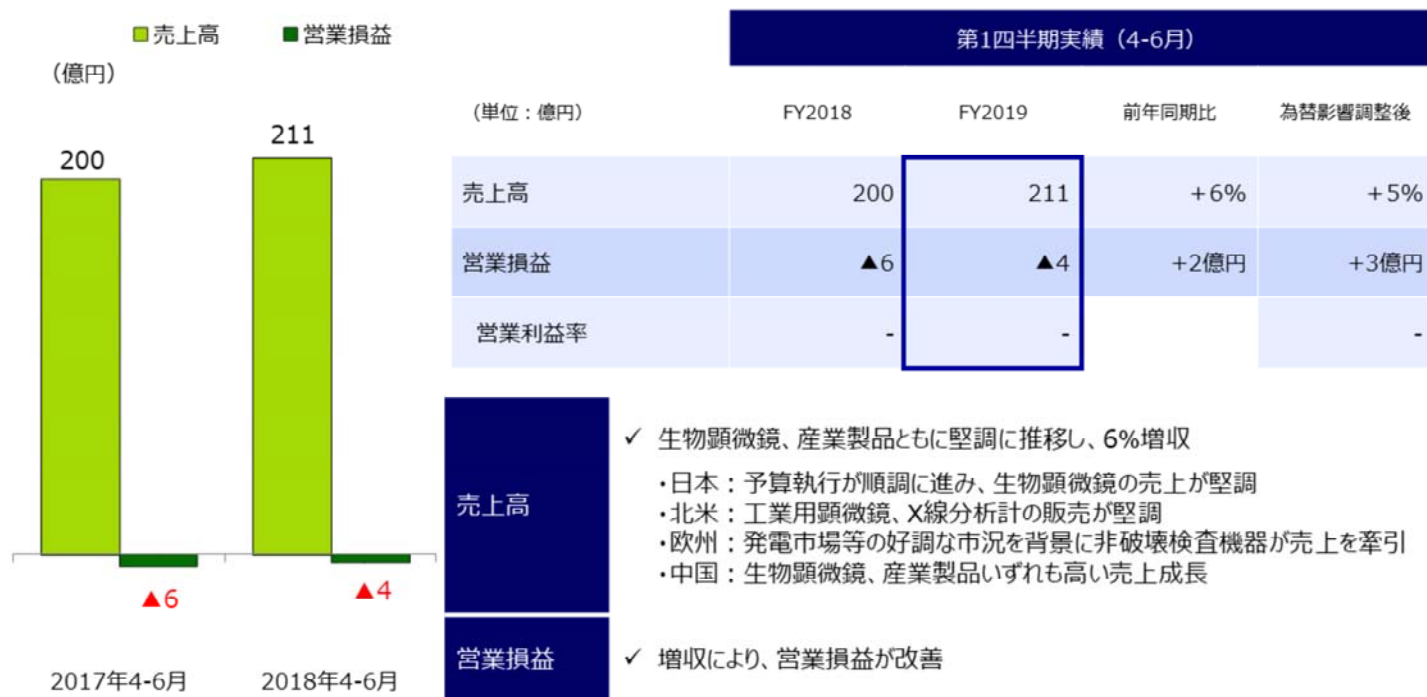 売上高 営業損益
（億円）
200
211
▲6
▲4
2017年4-6月 2018年4-6月
第1四半期実績（4-6月）
（単位：億円） FY2018 FY2019 前年同期比 為替影響調整後
売上高 200 211 +6% +5%
営業損益 ▲6 ▲4 +2億円 +3億円
営業利益率 - - -
売上高
✓ 生物顕微鏡、産業製品ともに堅調に推移し、6%増収
・日本：予算執行が順調に進み、生物顕微鏡の売上が堅調
・北米：工業用顕微鏡、X線分析計の販売が堅調
・欧州：発電市場等の好調な市況を背景に非破壊検査機器が売上を牽引
・中国：生物顕微鏡、産業製品いずれも高い売上成長
営業損益
✓ 増収により、営業損益が改善